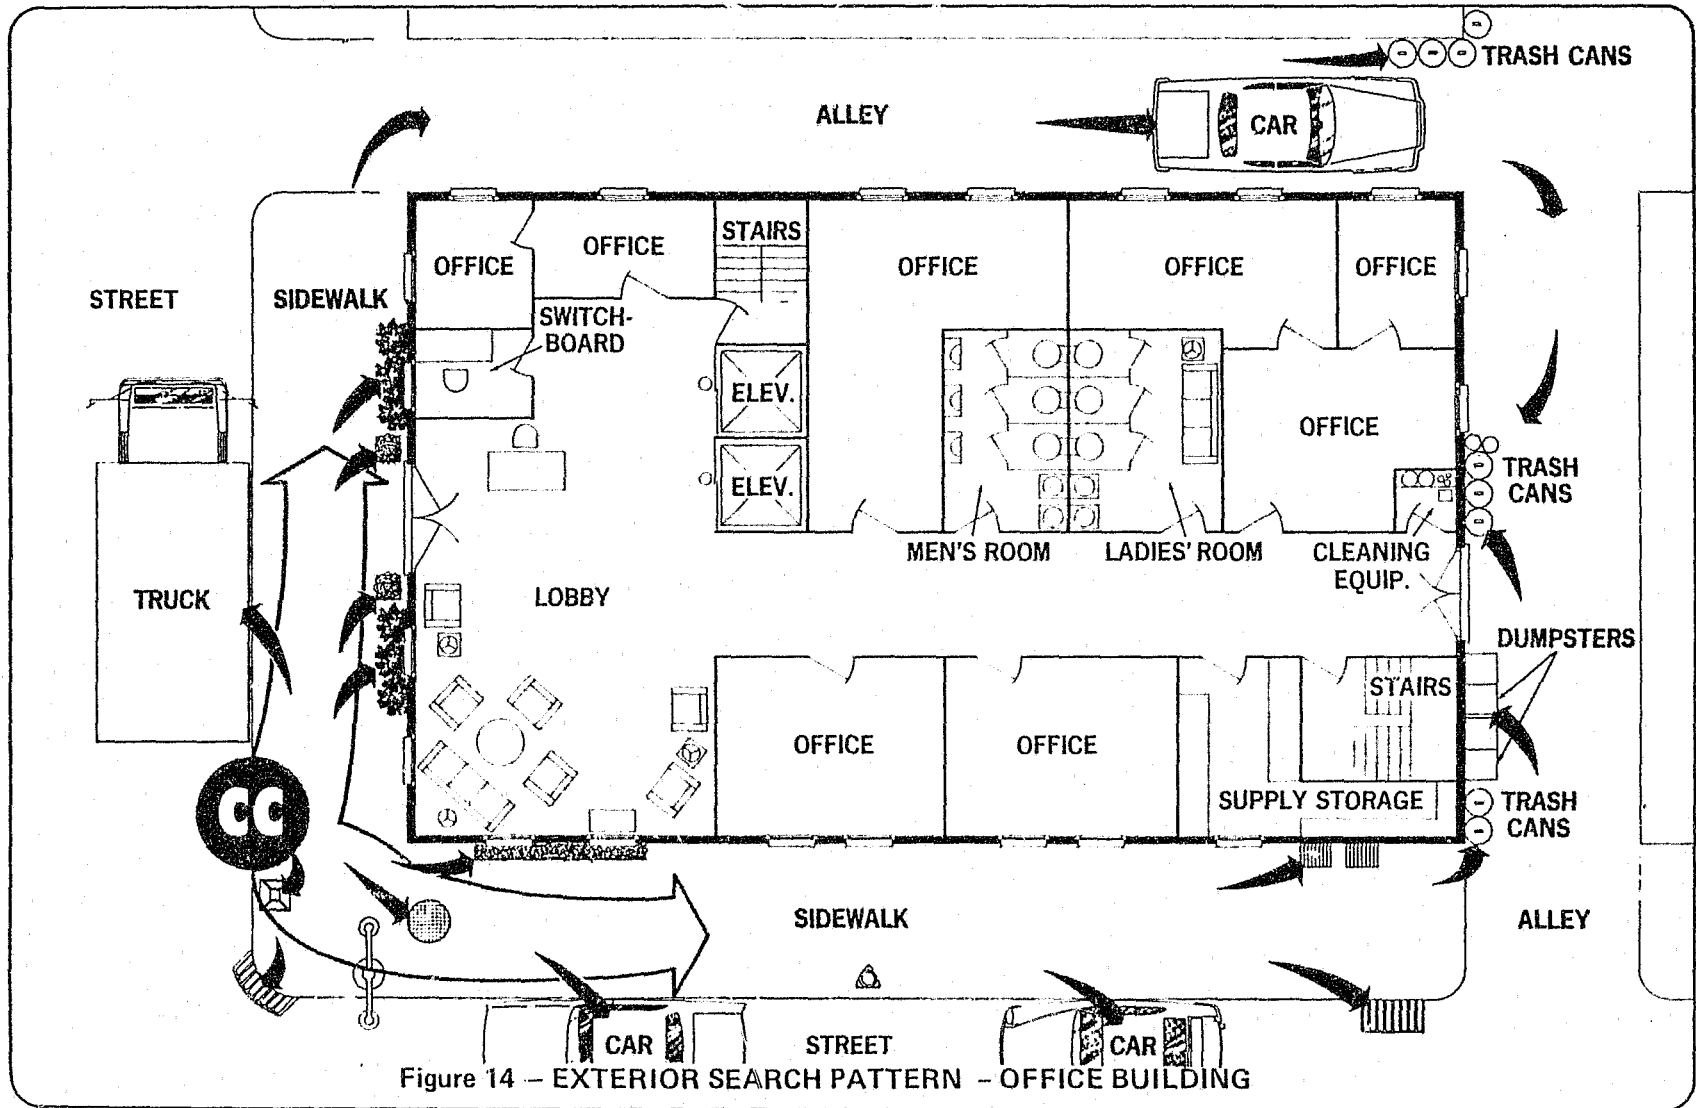 TRASH CANS
ALLEY
CAR
STAIRS
OFFICE
OFFICE
OFFICE
OFFICE
OFFICE
STREET
SIDEWALK
SWITCH-
BOARD
ELEV.
OFFICE
TRASH
CANS
ELEV.
MEN'S ROOM
LADIES' ROOM
CLEANING
EQUIP.
TRUCK
LOBBY
DUMPSTERS
STAIRS
OFFICE
OFFICE
SUPPLY STORAGE
TRASH
CANS
CC
SIDEWALK
ALLEY
CAR
STREET
CAR
Figure 14 – EXTERIOR SEARCH PATTERN – OFFICE BUILDING